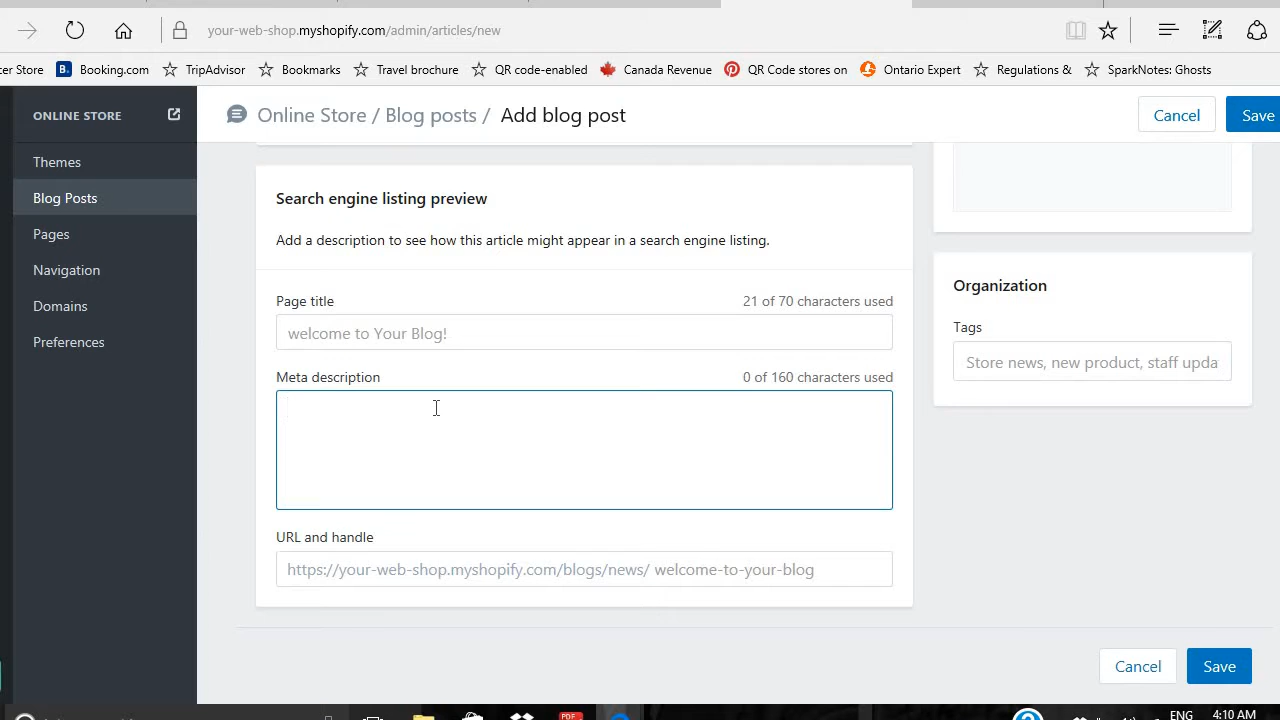 your-web-shop.myshopify.com/admin/articles/new
cer Store B. Booking.com TripAdvisor Bookmarks Travel brochure QR code-enabled Canada Revenue QR Code stores on Ontario Expert Regulations & SparkNotes Ghosts
ONLINE STORE
Themes
Blog Posts
Pages
Navigation
Domains
Preferences
Online Store / Blog posts / Add blog post
Cancel
Save
Search engine listing preview
Add a description to see how this article might appear in a search engine listing.
Page title
21 of 70 characters used
welcome to Your Blog!
Meta description
0 of 160 characters used
URL and handle
https://your-web-shop.myshopify.com/blogs/news/ welcome-to-your-blog
Organization
Tags
Store news, new product, staff upda
Cancel
Save
PDF
ENG
4:10 AM